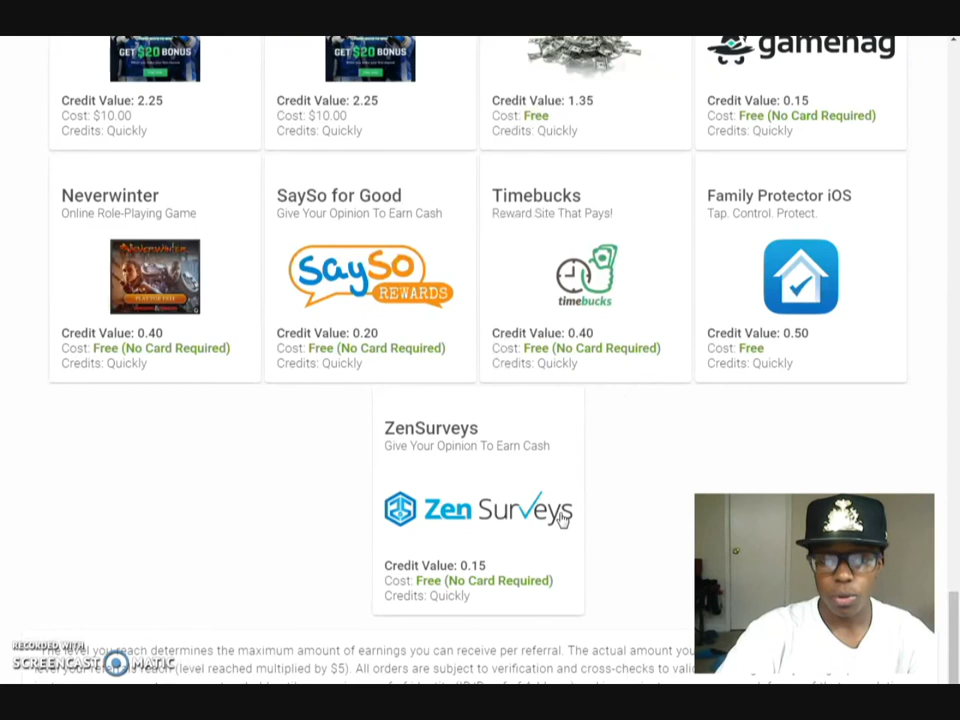 GET $20 BONUS
GET $20 BONUS
gamehag
Credit Value: 2.25
Cost: $10.00
Credits: Quickly
Credit Value: 2.25
Cost: $10.00
Credits: Quickly
Credit Value: 1.35
Cost: Free
Credits: Quickly
Credit Value: 0.15
Cost: Free (No Card Required)
Credits: Quickly
Neverwinter
Online Role-Playing Game
NEVERWINTER
PLAY FOR FREE
Credit Value: 0.40
Cost: Free (No Card Required)
Credits: Quickly
SaySo for Good
Give Your Opinion To Earn Cash
saySO
REWARDS
Credit Value: 0.20
Cost: Free (No Card Required)
Credits: Quickly
Timebucks
Reward Site That Pays!
timebucks
Credit Value: 0.40
Cost: Free (No Card Required)
Credits: Quickly
Family Protector iOS
Tap. Control. Protect.
Credit Value: 0.50
Cost: Free
Credits: Quickly
ZenSurveys
Give Your Opinion To Earn Cash
Zen Surveys
Credit Value: 0.15
Cost: Free (No Card Required)
Credits: Quickly
RECORDED WITH
SCREENCAST MATIC
The level you reach determines the maximum amount of earnings you can receive per referral. The actual amount you
level your referrals reach (level reached multiplied by $5). All orders are subject to verification and cross-checks to